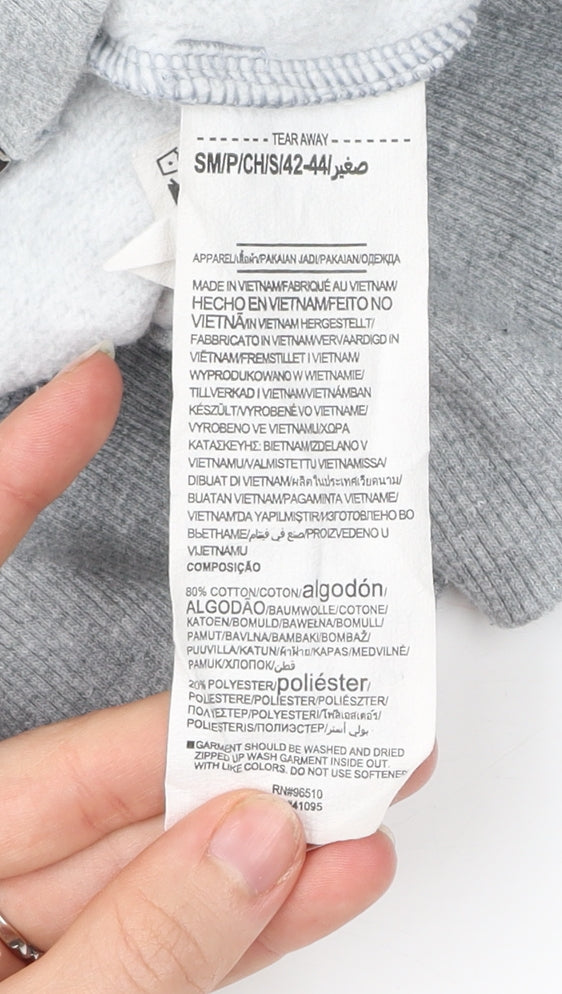 TEAR AWAY
SM/P/CH/S/42-44/صغير
APPAREL/เสื้อผ้า/PAKAIAN JADI/PAKAIAN/ОДЕЖДА
MADE IN VIETNAM/FABRIQUÉ AU VIETNAM/
HECHO EN VIETNAM/FEITO NO
VIETNÃ/IN VIETNAM HERGESTELLT/
FABBRICATO IN VIETNAM/VERVAARDIGD IN
VIËTNAM/FREMSTILLET I VIETNAM/
WYPRODUKOWANO W WIETNAMIE/
TILLVERKAD I VIETNAM/VIETNÁMBAN
KÉSZÜLT/VYROBENÉ VO VIETNAME/
VYROBENO VE VIETNAMU/ΧΩΡΑ
ΚΑΤΑΣΚΕΥΗΣ: ΒΙΕΤΝΑΜ/IZDELANO V
VIETNAMU/VALMISTETTU VIETNAMISSA/
DIBUAT DI VIETNAM/ผลิตในประเทศเวียดนาม/
BUATAN VIETNAM/PAGAMINTA VIETNAME/
VIETNAM'DA YAPILMIŞTIR/ИЗГОТОВЛЕНО ВО
ВЬЕТНАМЕ/صنع في فيتنام/PROIZVEDENO U
VIJETNAMU
COMPOSIÇÃO
80% COTTON/COTON/algodón/
ALGODÃO/BAUMWOLLE/COTONE/
KATOEN/BOMULD/BAWEŁNA/BOMULL/
PAMUT/BAVLNA/ΒΑΜΒΑΚΙ/BOMBAŽ/
PUUVILLA/KATUN/ผ้าฝ้าย/KAPAS/MEDVILNĖ/
PAMUK/ХЛОПОК/قطن
20% POLYESTER/poliéster/
POLIESTERE/POLIESTER/POLIÉSZTER/
ΠΟΛΥΕΣΤΕΡ/POLYESTERI/โพลีเอสเตอร์/
POLIESTERIS/ПОЛИЭСТЕР/بولي أستر
■GARMENT SHOULD BE WASHED AND DRIED
ZIPPED UP. WASH GARMENT INSIDE OUT.
WITH LIKE COLORS. DO NOT USE SOFTENER
RN#96510
41095